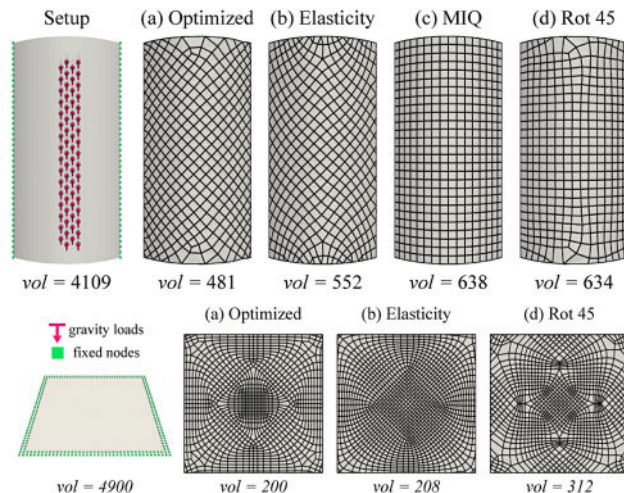 Setup (a) Optimized (b) Elasticity (c) MIQ (d) Rot 45
vol = 4109 vol = 481 vol = 552 vol = 638 vol = 634
(a) Optimized (b) Elasticity (d) Rot 45
gravity loads
fixed nodes
vol = 4900 vol = 200 vol = 208 vol = 312